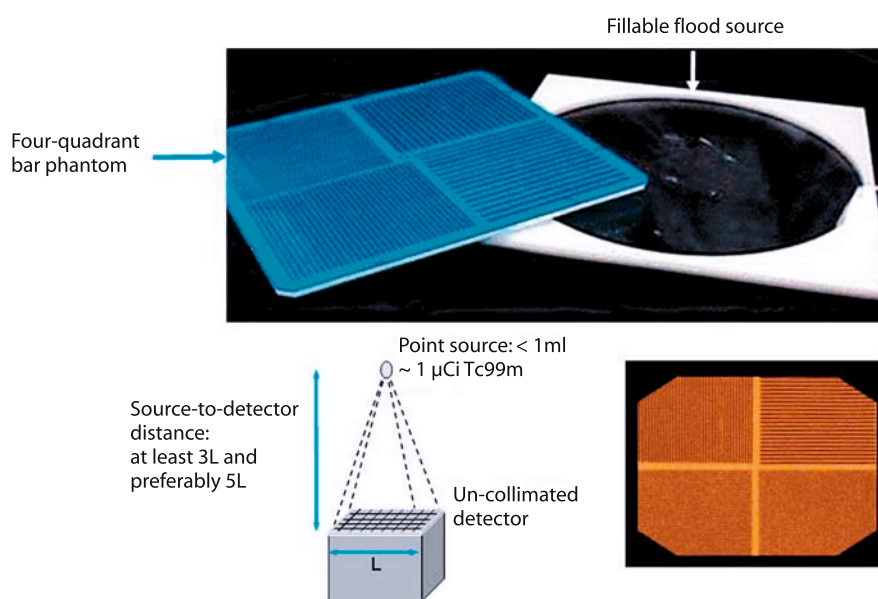 Fillable flood source
Four-quadrant
bar phantom
Point source: < 1ml
~ 1 µCi Tc99m
Source-to-detector
distance:
at least 3L and
preferably 5L
Un-collimated
detector
L